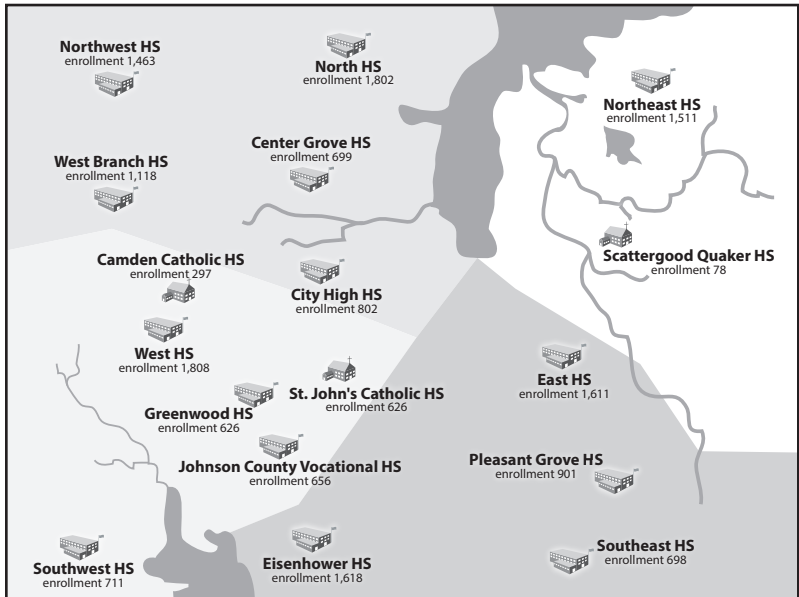 Northwest HS
enrollment 1,463
North HS
enrollment 1,802
Northeast HS
enrollment 1,511
Center Grove HS
enrollment 699
West Branch HS
enrollment 1,118
Scattergood Quaker HS
enrollment 78
Camden Catholic HS
enrollment 297
City High HS
enrollment 802
West HS
enrollment 1,808
East HS
enrollment 1,611
St. John's Catholic HS
enrollment 626
Greenwood HS
enrollment 626
Johnson County Vocational HS
enrollment 656
Pleasant Grove HS
enrollment 901
Southeast HS
enrollment 698
Eisenhower HS
enrollment 1,618
Southwest HS
enrollment 711